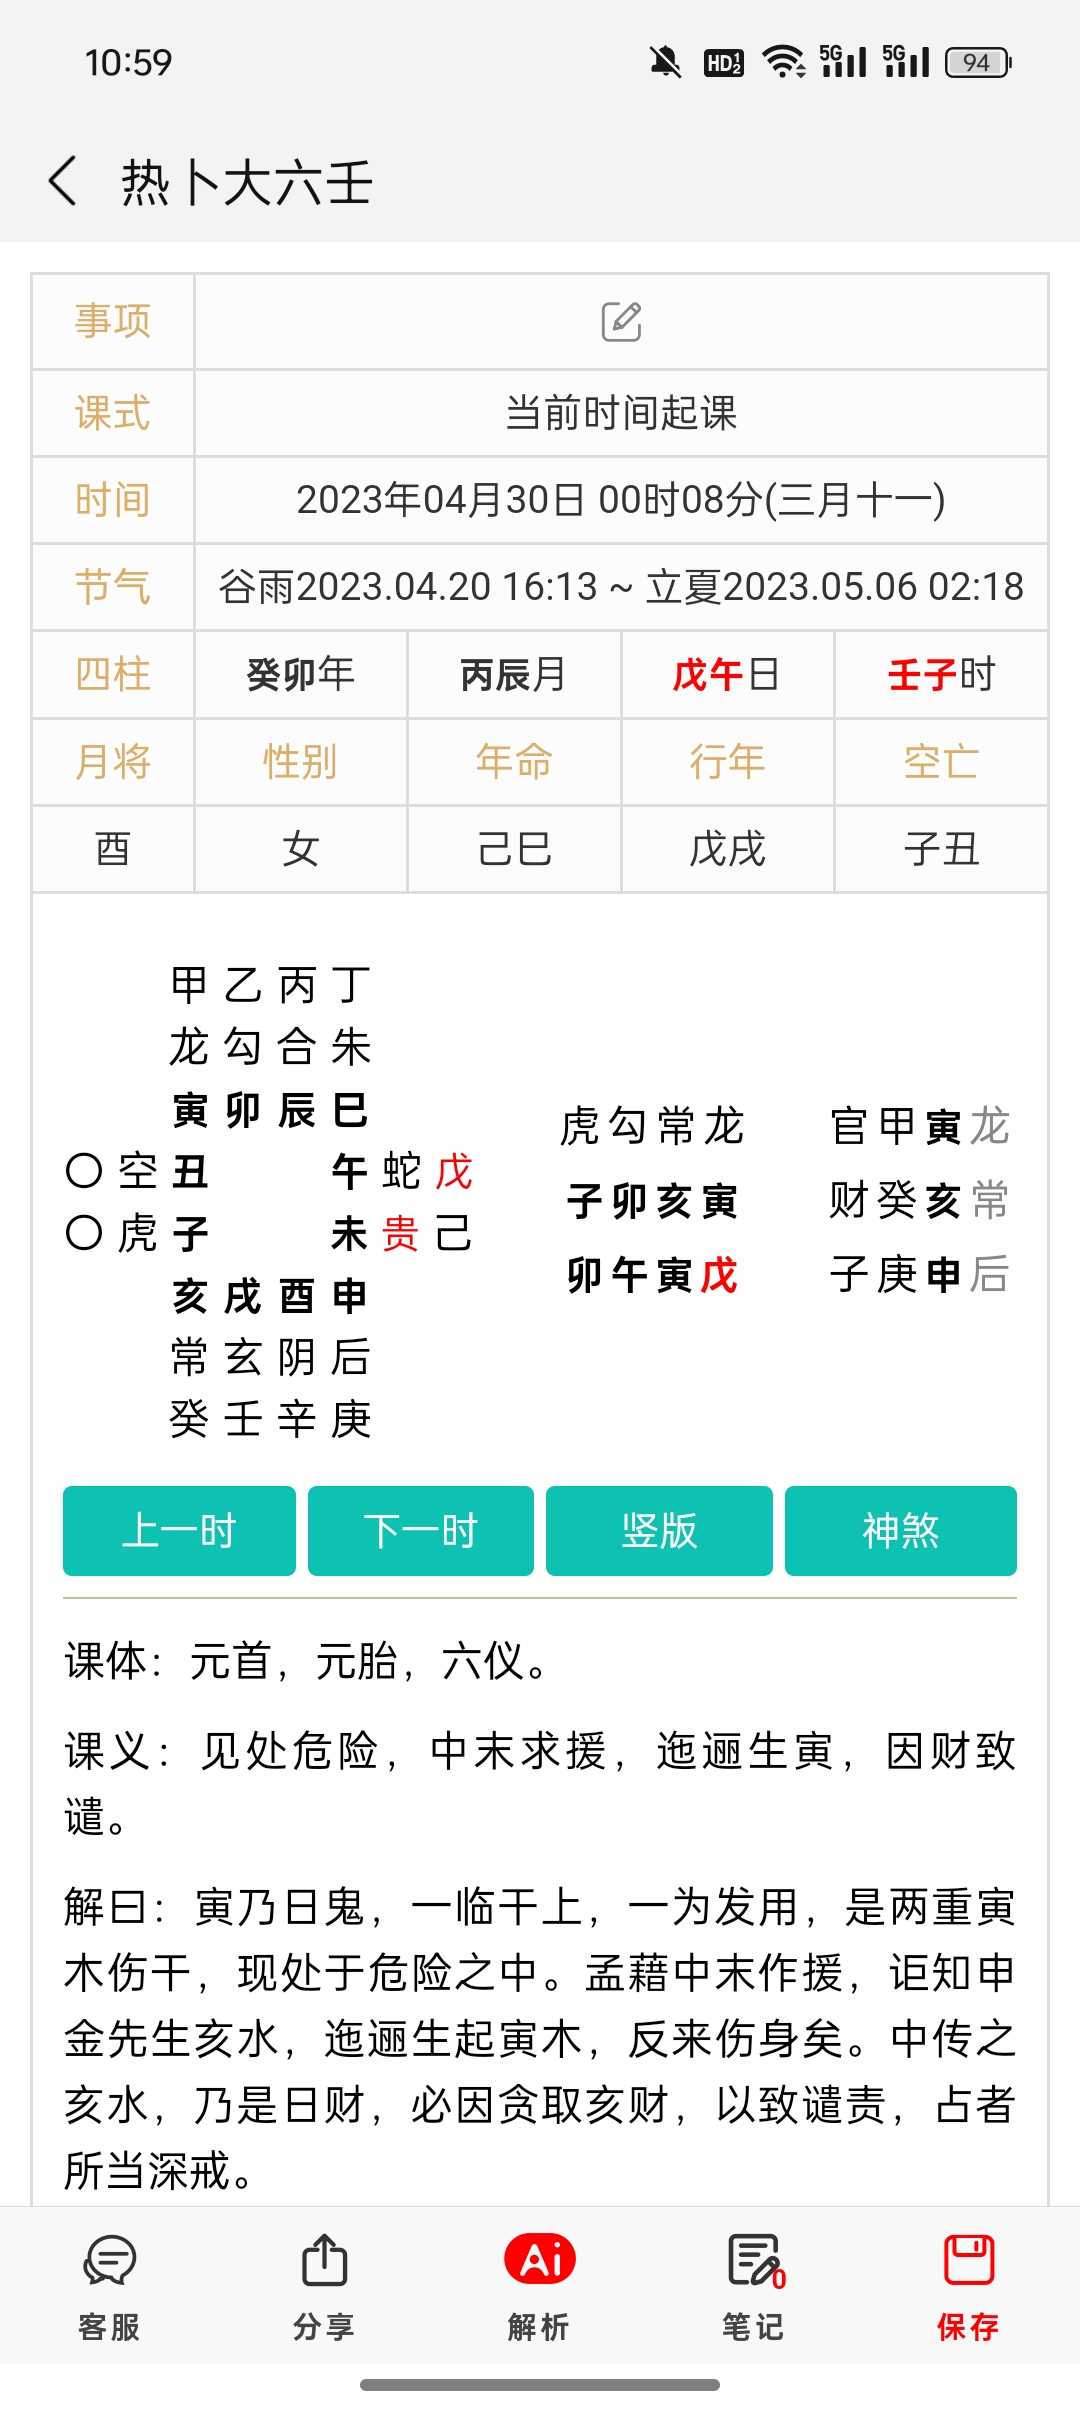 10:59
HD 1 2 5G 5G 94
热卜大六壬
事项
课式 当前时间起课
时间 2023年04月30日 00时08分(三月十一)
节气 谷雨2023.04.20 16:13 ~ 立夏2023.05.06 02:18
四柱 癸卯年 丙辰月 戊午日 壬子时
月将 性别 年命 行年 空亡
酉 女 己巳 戊戌 子丑
甲 乙 丙 丁
龙 勾 合 朱
寅 卯 辰 巳
〇 空 丑 午 蛇 戊
〇 虎 子 未 贵 己
亥 戌 酉 申
常 玄 阴 后
癸 壬 辛 庚
虎 勾 常 龙
子 卯 亥 寅
卯 午 寅 戊
官 甲 寅 龙
财 癸 亥 常
子 庚 申 后
上一时 下一时 竖版 神煞
课体：元首，元胎，六仪。
课义：见处危险，中末求援，迤逦生寅，因财致
谴。
解曰：寅乃日鬼，一临干上，一为发用，是两重寅
木伤干，现处于危险之中。孟藉中末作援，讵知申
金先生亥水，迤逦生起寅木，反来伤身矣。中传之
亥水，乃是日财，必因贪取亥财，以致谴责，占者
所当深戒。
Ai 0
客服 分享 解析 笔记 保存